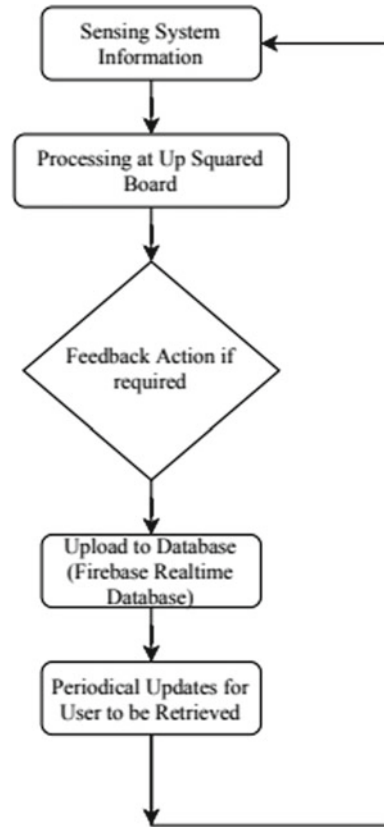 Sensing System
Information
Processing at Up Squared
Board
Feedback Action if
required
Upload to Database
(Firebase Realtime
Database)
Periodical Updates for
User to be Retrieved